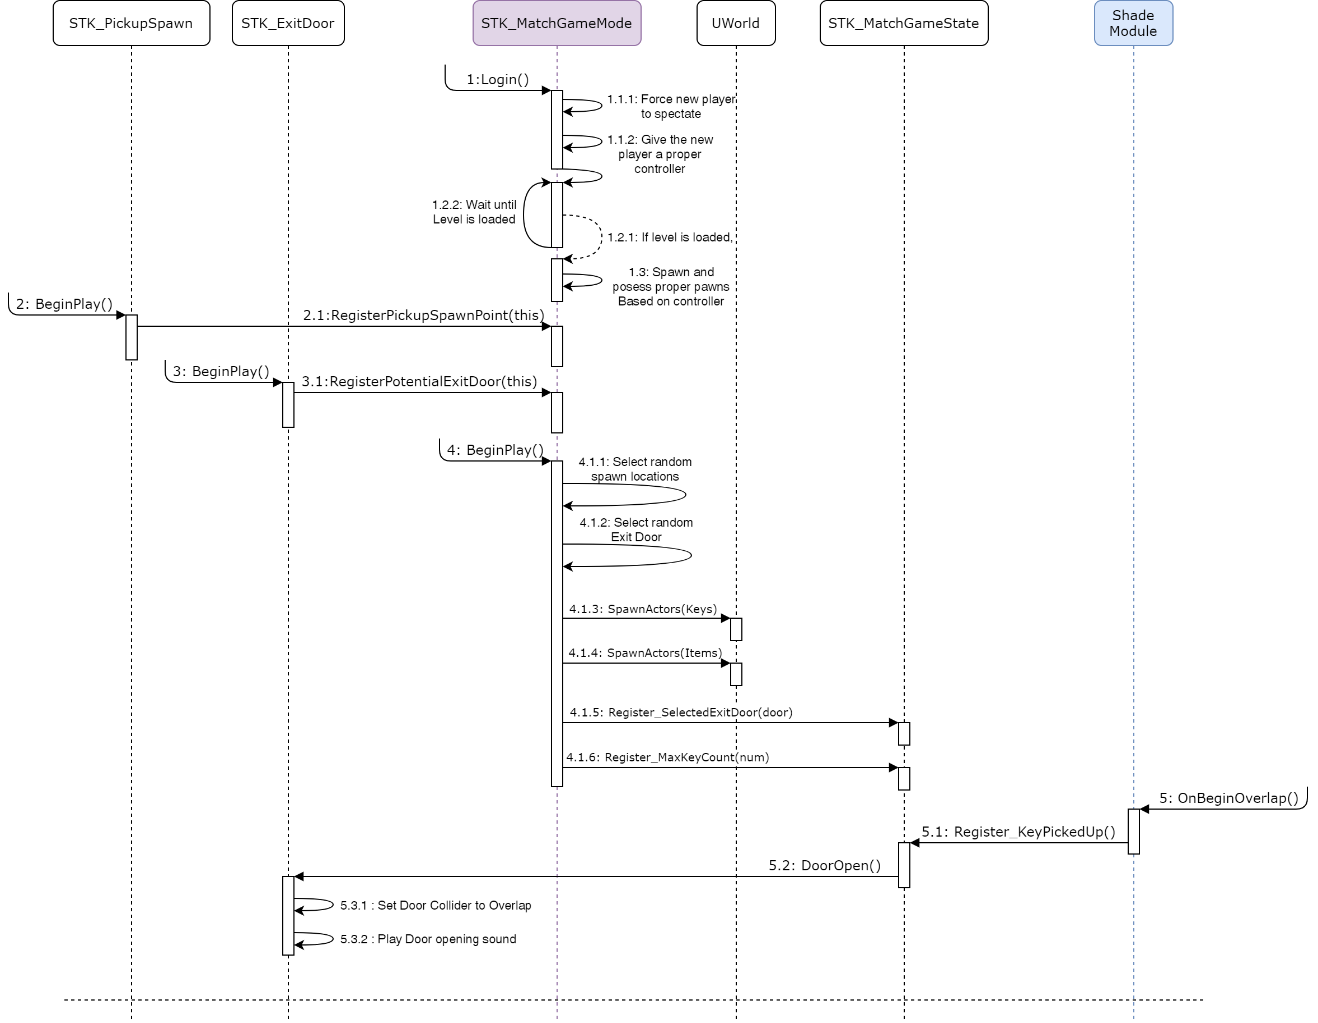 STK_PickupSpawn
STK_ExitDoor
STK_MatchGameMode
UWorld
STK_MatchGameState
Shade
Module
1:Login()
1.1.1: Force new player
to spectate
1.1.2: Give the new
player a proper
controller
1.2.2: Wait until
Level is loaded
1.2.1: If level is loaded,
1.3: Spawn and
posess proper pawns
Based on controller
2: BeginPlay()
2.1:RegisterPickupSpawnPoint(this)
3: BeginPlay()
3.1:RegisterPotentialExitDoor(this)
4: BeginPlay()
4.1.1: Select random
spawn locations
4.1.2: Select random
Exit Door
4.1.3: SpawnActors(Keys)
4.1.4: SpawnActors(Items)
4.1.5: Register_SelectedExitDoor(door)
4.1.6: Register_MaxKeyCount(num)
5: OnBeginOverlap()
5.1: Register_KeyPickedUp()
5.2: DoorOpen()
5.3.1 : Set Door Collider to Overlap
5.3.2 : Play Door opening sound